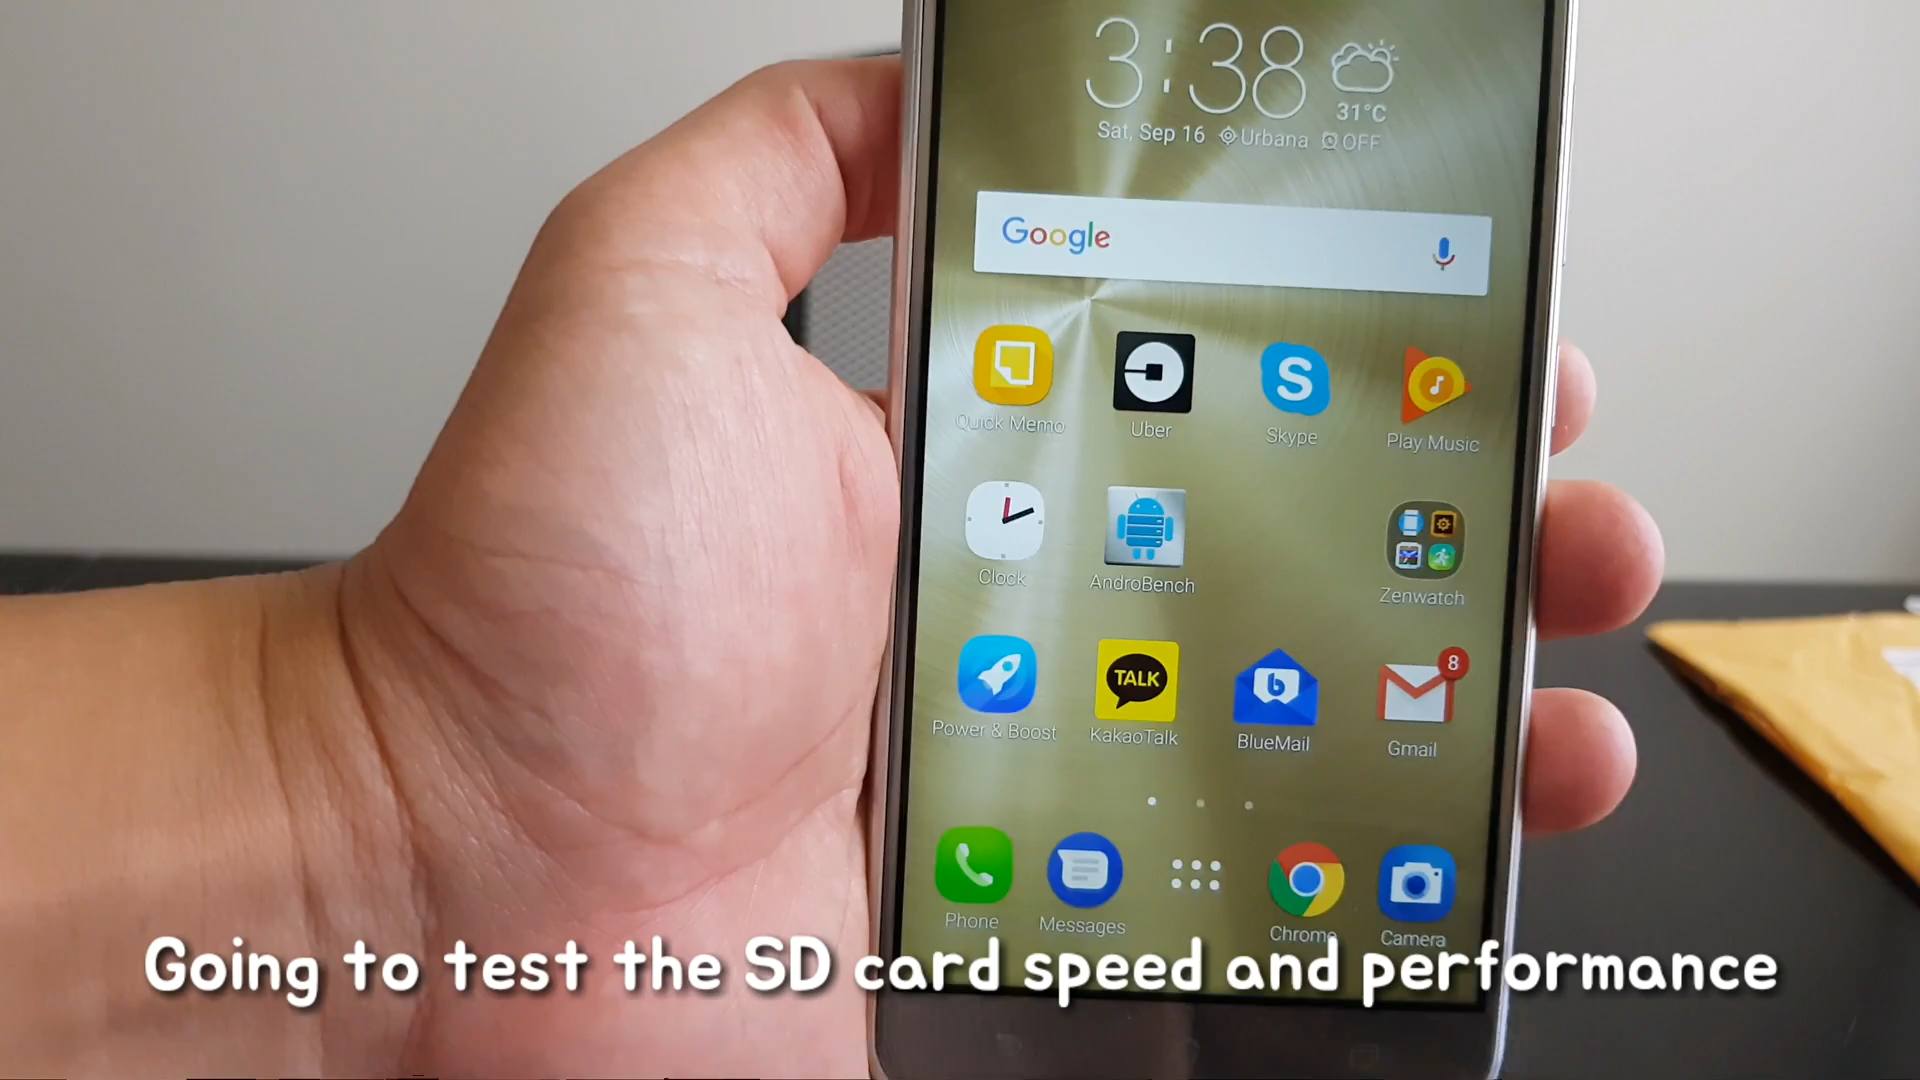 3:38
31°C
Sat, Sep 16 Urbana OFF
Google
Quick Memo Uber Skype Play Music
Clock AndroBench Zenwatch
TALK
8
Power & Boost KakaoTalk BlueMail Gmail
Phone Messages Chrome Camera
Going to test the SD card speed and performance